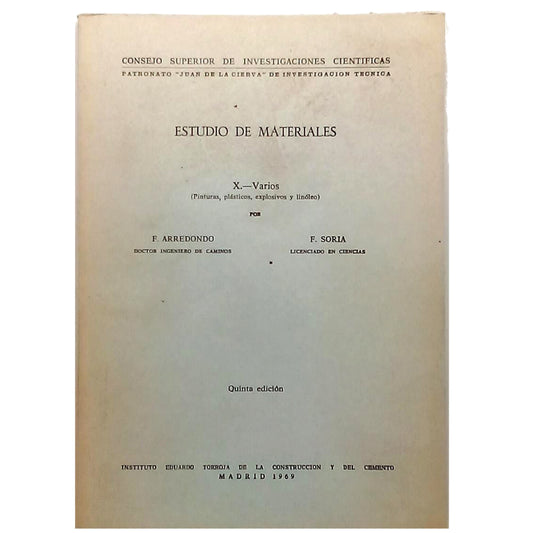 CONSEJO SUPERIOR DE INVESTIGACIONES CIENTIFICAS
PATRONATO "JUAN DE LA CIERVA" DE INVESTIGACION TECNICA
ESTUDIO DE MATERIALES
X.—Varios
(Pinturas, plásticos, explosivos y linóleo)
POR
F. ARREDONDO F. SORIA
DOCTOR INGENIERO DE CAMINOS LICENCIADO EN CIENCIAS
Quinta edición
INSTITUTO EDUARDO TORROJA DE LA CONSTRUCCION Y DEL CEMENTO
MADRID 1969